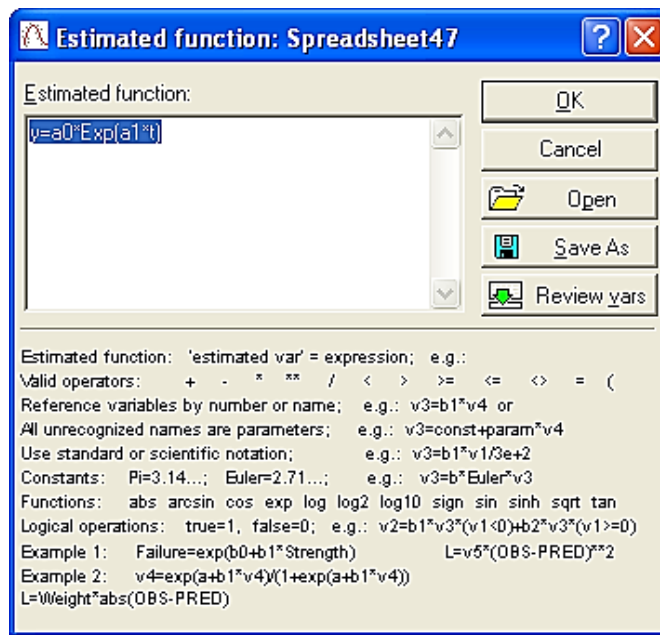 Estimated function: Spreadsheet47
Estimated function:
y=a0*Exp(a1*t)
OK
Cancel
Open
Save As
Review vars
Estimated function: 'estimated var' = expression; e.g.:
Valid operators: + - * ** / < > >= <= <> = (
Reference variables by number or name; e.g.: v3=b1*v4 or
All unrecognized names are parameters; e.g.: v3=const+param*v4
Use standard or scientific notation; e.g.: v3=b1*v1/3e+2
Constants: Pi=3.14...; Euler=2.71...; e.g.: v3=b*Euler*v3
Functions: abs arcsin cos exp log log2 log10 sign sin sinh sqrt tan
Logical operations: true=1, false=0; e.g.: v2=b1*v3*(v1<0)+b2*v3*(v1>=0)
Example 1: Failure=exp(b0+b1*Strength) L=v5*(OBS-PRED)**2
Example 2: v4=exp(a+b1*v4)/(1+exp(a+b1*v4))
L=Weight*abs(OBS-PRED)